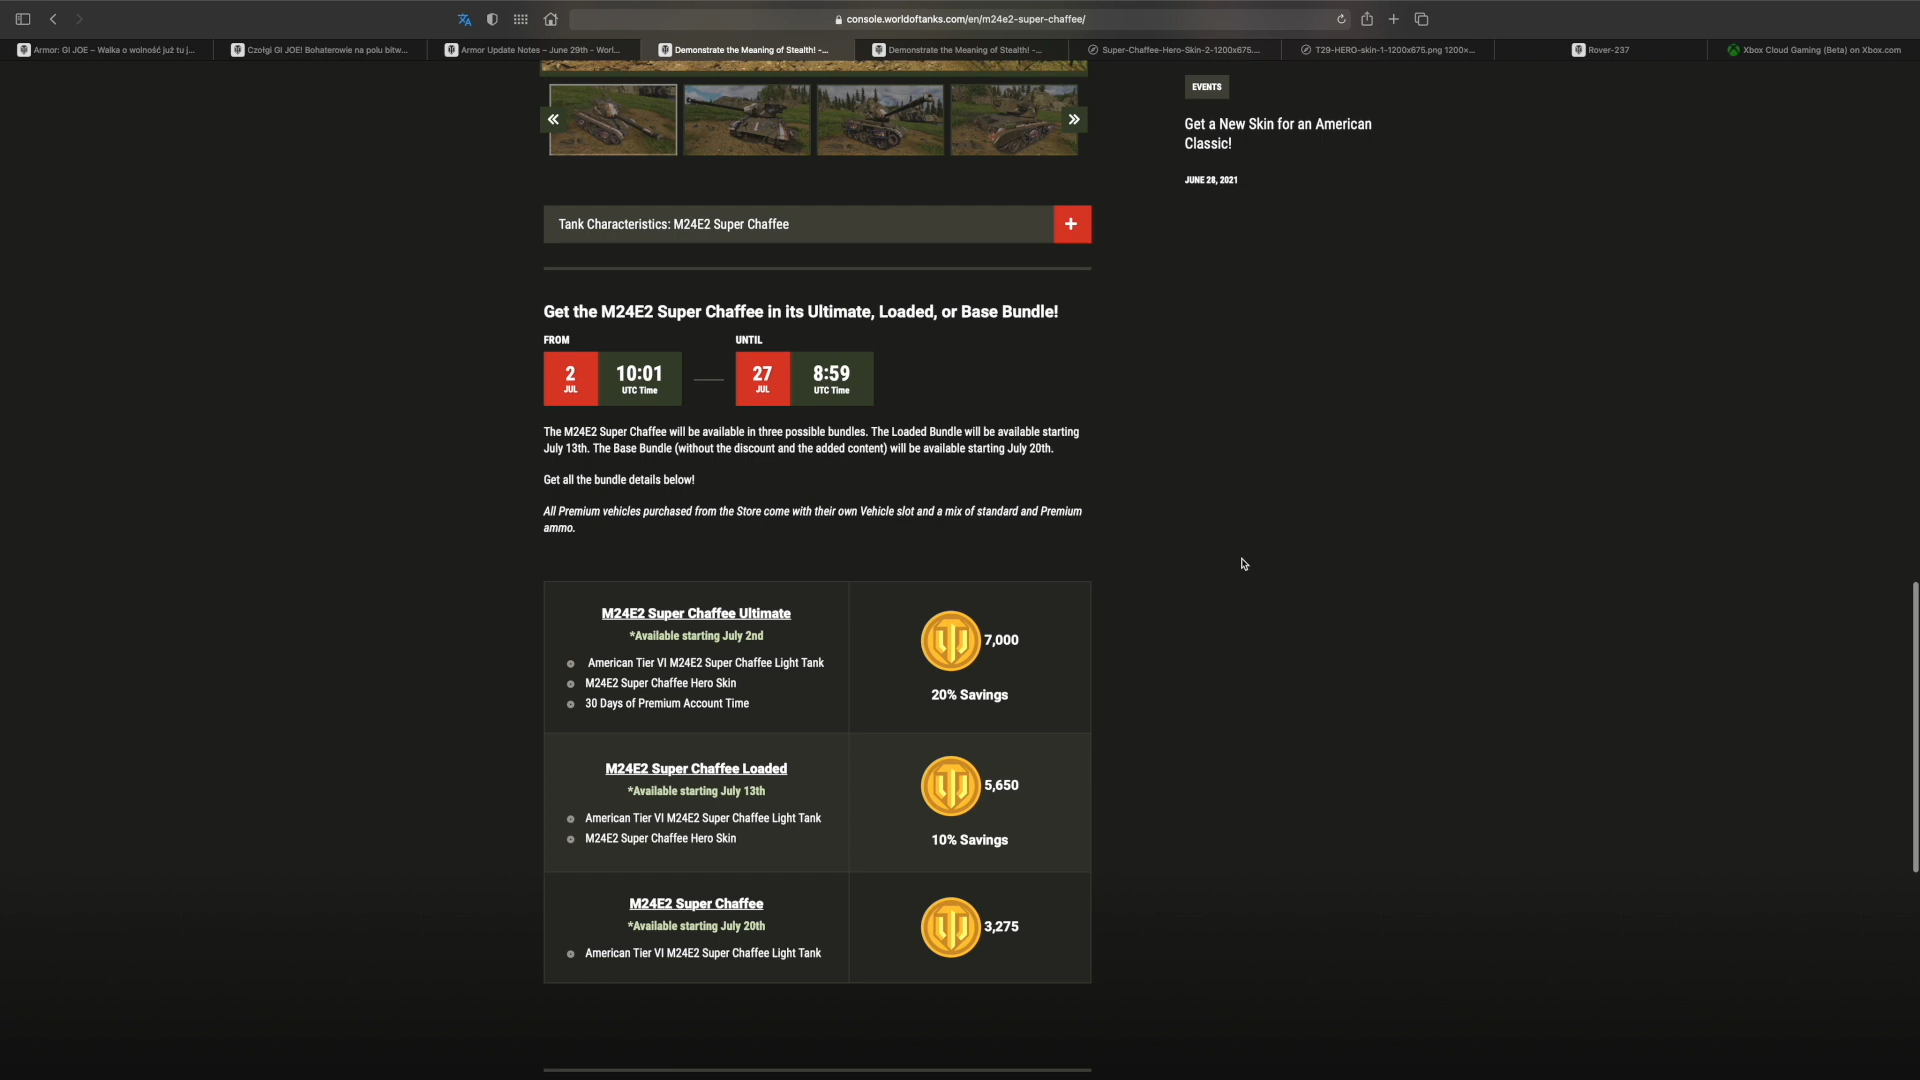 console.worldoftanks.com/en/m24e2-super-chaffee/
Armor: GI JOE – Walka o wolność już tu j...
Czołgi GI JOE! Bohaterowie na polu bitw...
Armor Update Notes – June 29th - Worl...
Demonstrate the Meaning of Stealth! -...
Demonstrate the Meaning of Stealth! -...
Super-Chaffee-Hero-Skin-2-1200x675....
T29-HERO-skin-1-1200x675.png 1200×...
Rover-237
Xbox Cloud Gaming (Beta) on Xbox.com
EVENTS
Get a New Skin for an American
Classic!
JUNE 28, 2021
Tank Characteristics: M24E2 Super Chaffee
Get the M24E2 Super Chaffee in its Ultimate, Loaded, or Base Bundle!
FROM
UNTIL
2
JUL
10:01
UTC Time
27
JUL
8:59
UTC Time
The M24E2 Super Chaffee will be available in three possible bundles. The Loaded Bundle will be available starting
July 13th. The Base Bundle (without the discount and the added content) will be available starting July 20th.
Get all the bundle details below!
All Premium vehicles purchased from the Store come with their own Vehicle slot and a mix of standard and Premium
ammo.
M24E2 Super Chaffee Ultimate
*Available starting July 2nd
American Tier VI M24E2 Super Chaffee Light Tank
M24E2 Super Chaffee Hero Skin
30 Days of Premium Account Time
7,000
20% Savings
M24E2 Super Chaffee Loaded
*Available starting July 13th
American Tier VI M24E2 Super Chaffee Light Tank
M24E2 Super Chaffee Hero Skin
5,650
10% Savings
M24E2 Super Chaffee
*Available starting July 20th
American Tier VI M24E2 Super Chaffee Light Tank
3,275